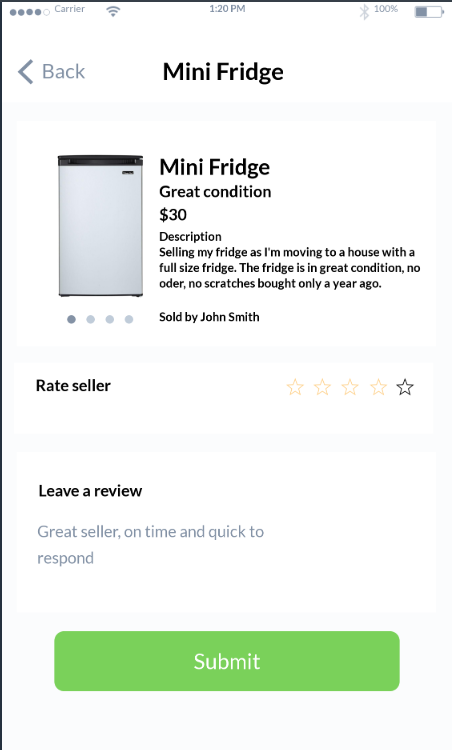 Carrier
1:20 PM
100%
Back
Mini Fridge
Mini Fridge
Great condition
$30
Description
Selling my fridge as I'm moving to a house with a
full size fridge. The fridge is in great condition, no
oder, no scratches bought only a year ago.
Sold by John Smith
Rate seller
Leave a review
Great seller, on time and quick to
respond
Submit